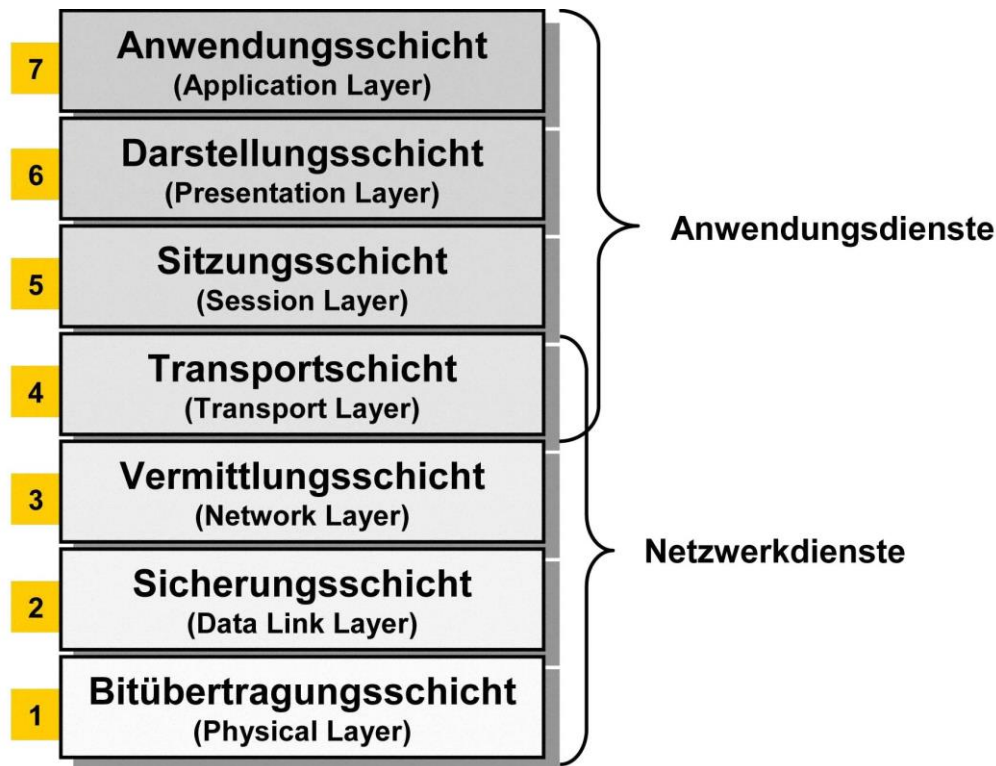 7
Anwendungsschicht
(Application Layer)
6
Darstellungsschicht
(Presentation Layer)
Anwendungsdienste
5
Sitzungsschicht
(Session Layer)
4
Transportschicht
(Transport Layer)
3
Vermittlungsschicht
(Network Layer)
Netzwerkdienste
2
Sicherungsschicht
(Data Link Layer)
1
Bitübertragungsschicht
(Physical Layer)